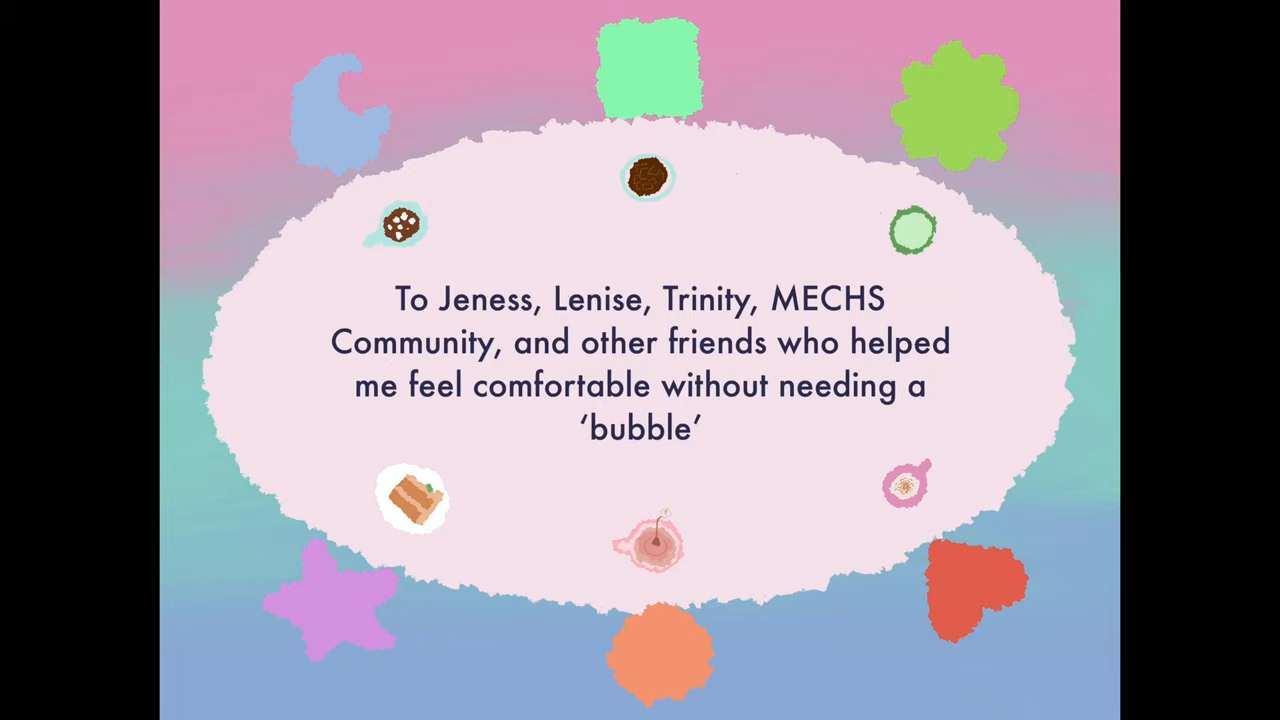 To Jeness, Lenise, Trinity, MECHS
Community, and other friends who helped
me feel comfortable without needing a
‘bubble’